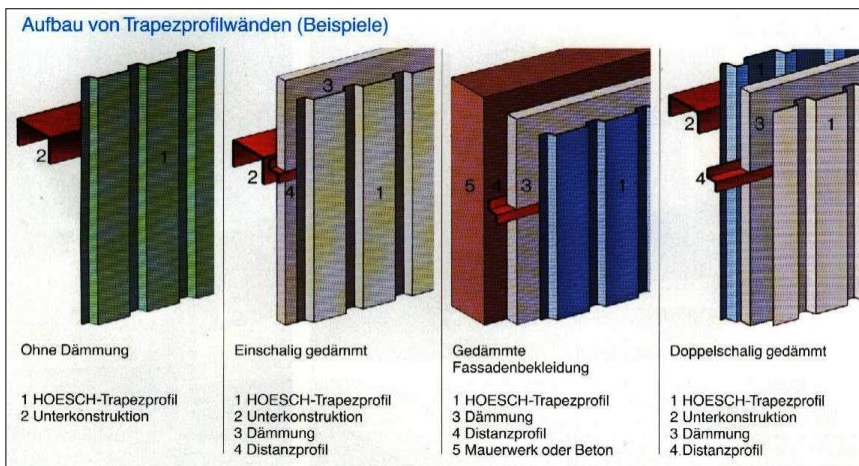 Aufbau von Trapezprofilwänden (Beispiele)
2
1
3
2
4
1
5
4
3
1
1
2
3
1
4
Ohne Dämmung
1 HOESCH-Trapezprofil
2 Unterkonstruktion
Einschalig gedämmt
1 HOESCH-Trapezprofil
2 Unterkonstruktion
3 Dämmung
4 Distanzprofil
Gedämmte
Fassadenbekleidung
1 HOESCH-Trapezprofil
3 Dämmung
4 Distanzprofil
5 Mauerwerk oder Beton
Doppelschalig gedämmt
1 HOESCH-Trapezprofil
2 Unterkonstruktion
3 Dämmung
4 Distanzprofil